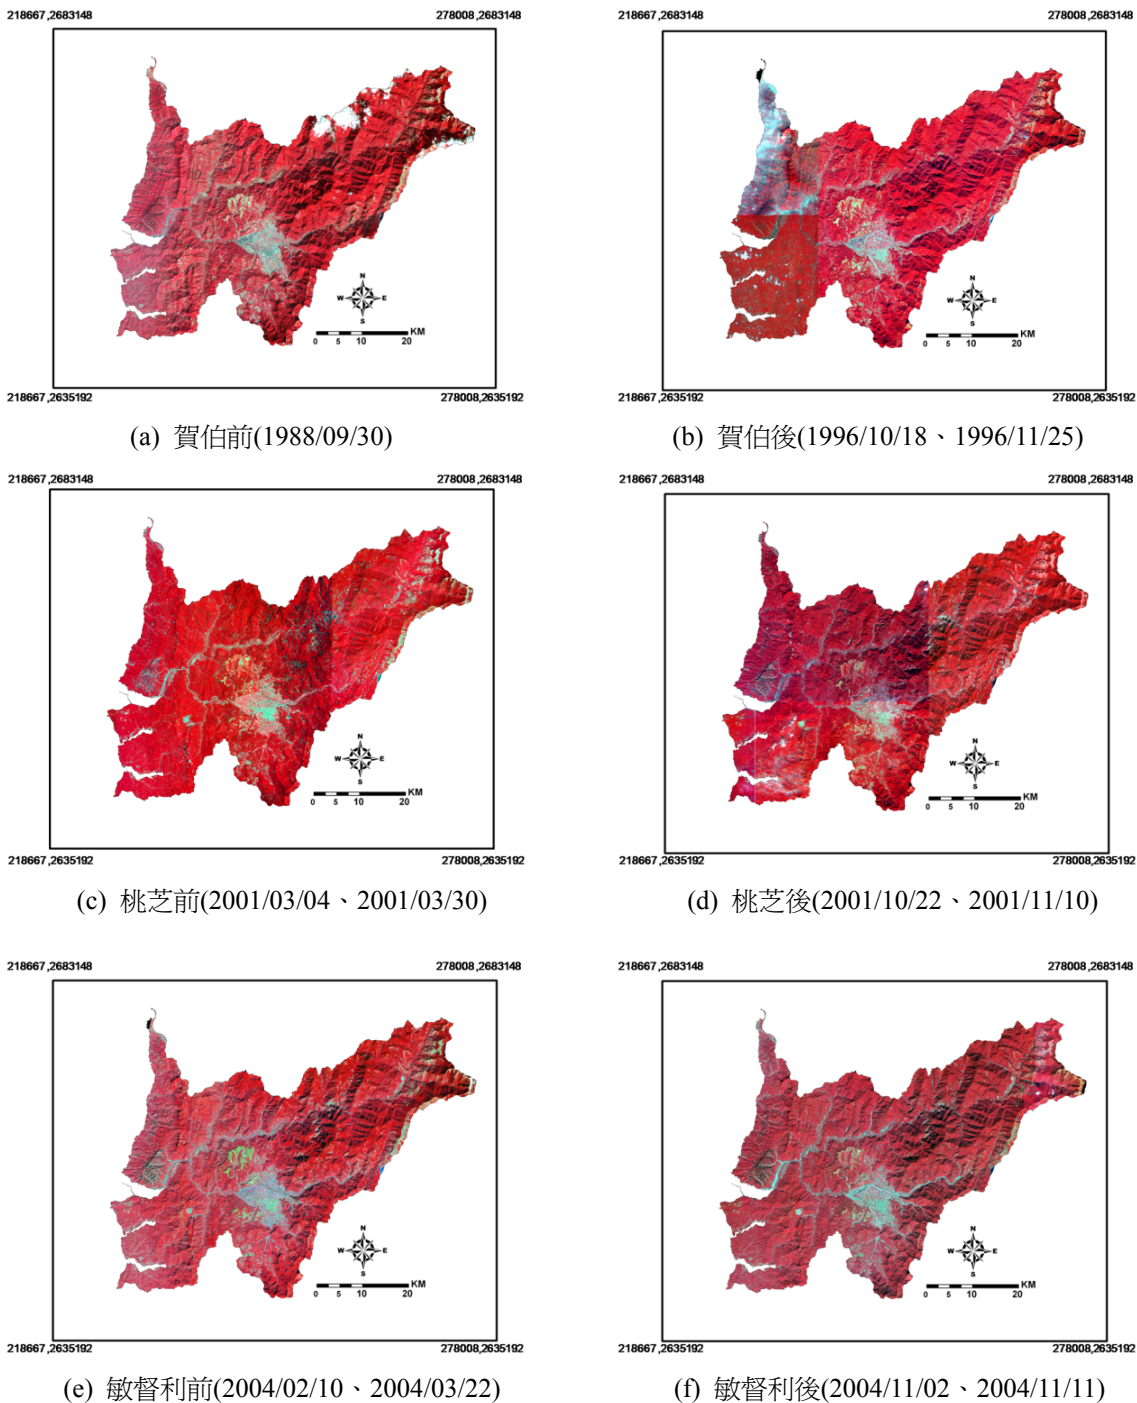 218667,2683148 278008,2683148
N
W E
S
KM
0 5 10 20
218667,2635192 278008,2635192
(a) 賀伯前(1988/09/30)
218667,2683148 278008,2683148
N
W E
S
KM
0 5 10 20
218667,2635192 278008,2635192
(b) 賀伯後(1996/10/18、1996/11/25)
218667,2683148 278008,2683148
N
W E
S
KM
0 5 10 20
218667,2635192 278008,2635192
(c) 桃芝前(2001/03/04、2001/03/30)
218667,2683148 278008,2683148
N
W E
S
KM
0 5 10 20
218667,2635192 278008,2635192
(d) 桃芝後(2001/10/22、2001/11/10)
218667,2683148 278008,2683148
N
W E
S
KM
0 5 10 20
218667,2635192 278008,2635192
(e) 敏督利前(2004/02/10、2004/03/22)
218667,2683148 278008,2683148
N
W E
S
KM
0 5 10 20
218667,2635192 278008,2635192
(f) 敏督利後(2004/11/02、2004/11/11)